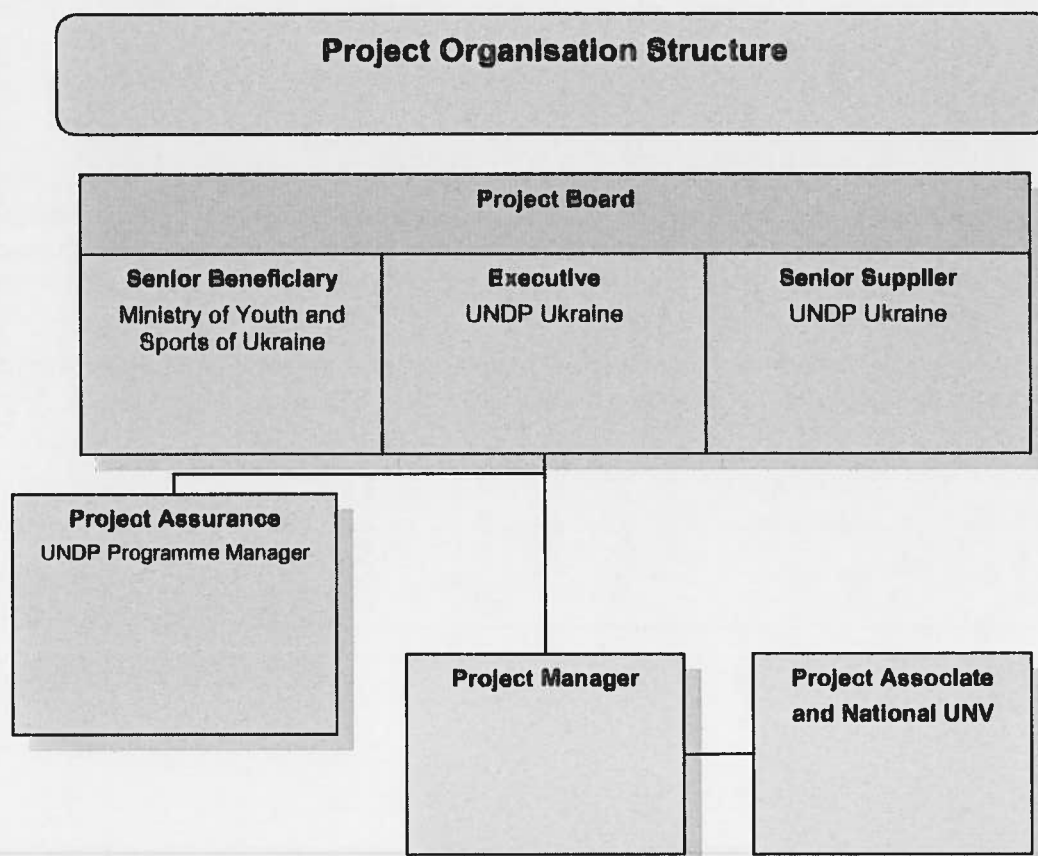 Project Organisation Structure
Project Board
Senior Beneficiary
Ministry of Youth and
Sports of Ukraine
Executive
UNDP Ukraine
Senior Supplier
UNDP Ukraine
Project Assurance
UNDP Programme Manager
Project Manager
Project Associate
and National UNV